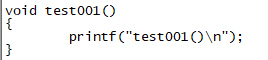 void test001()
{
        printf("test001()\n");
}